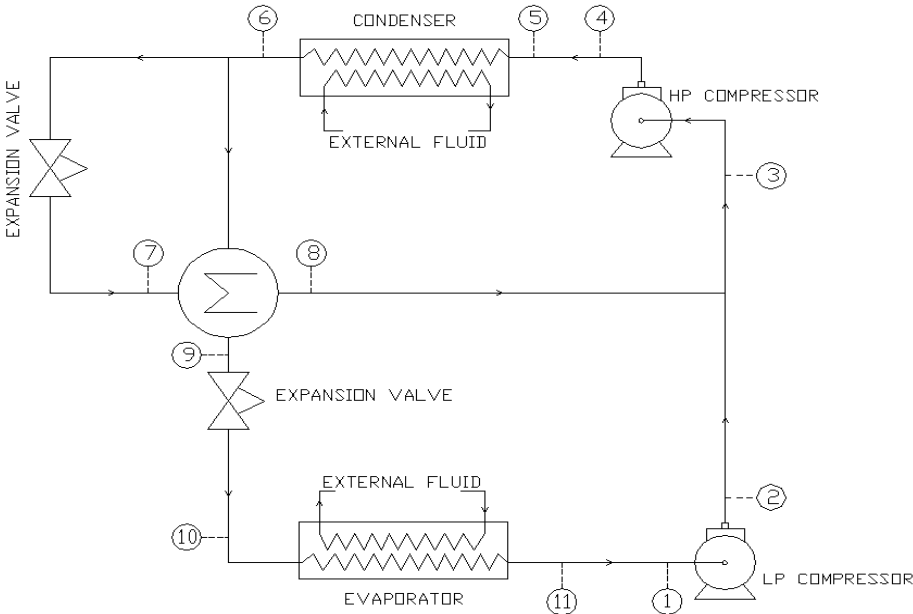 6
CONDENSER
5
4
HP COMPRESSOR
EXTERNAL FLUID
EXPANSION VALVE
3
7
8
9
EXPANSION VALVE
EXTERNAL FLUID
2
10
LP COMPRESSOR
11
1
EVAPORATOR